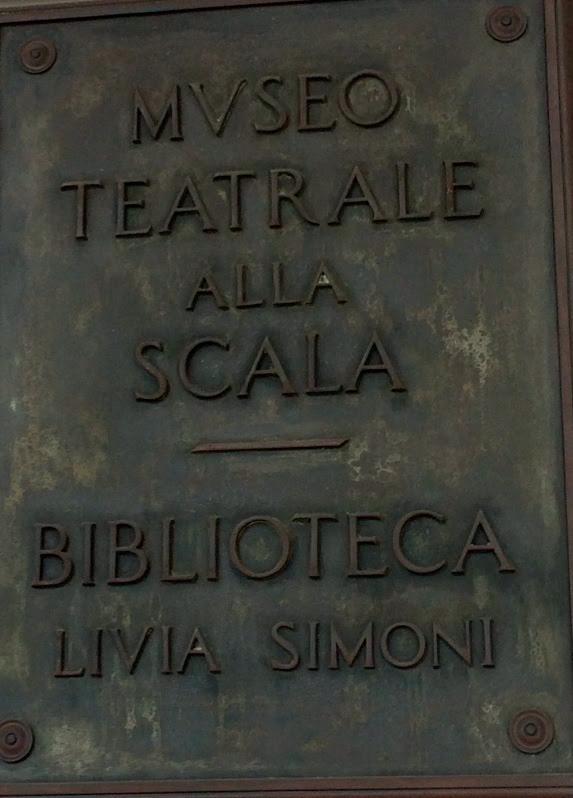 MVSEO
TEATRALE
ALLA
SCALA
BIBLIOTECA
LIVIA SIMONI